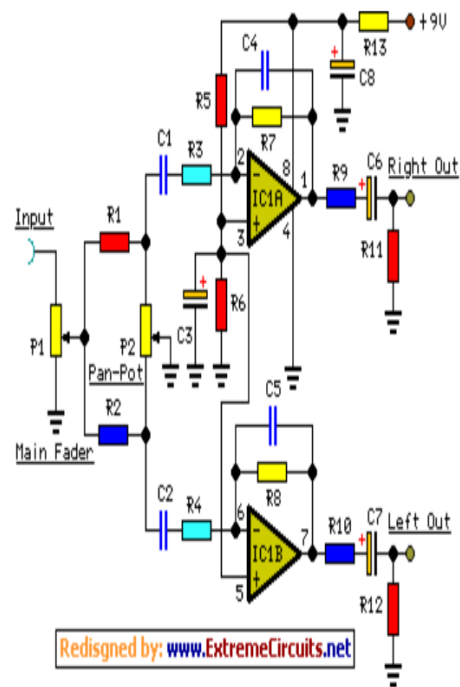 +9V
R13
C4
C8
R5
R7
C1
R3
2
8
1
R9
C6
Right Out
IC1A
Input
R1
3
4
R11
R6
P1
P2
C3
Pan-Pot
R2
C5
Main Fader
R8
C2
R4
6
7
R10
C7
Left Out
IC1B
5
R12
Redisgned by: www.ExtremeCircuits.net